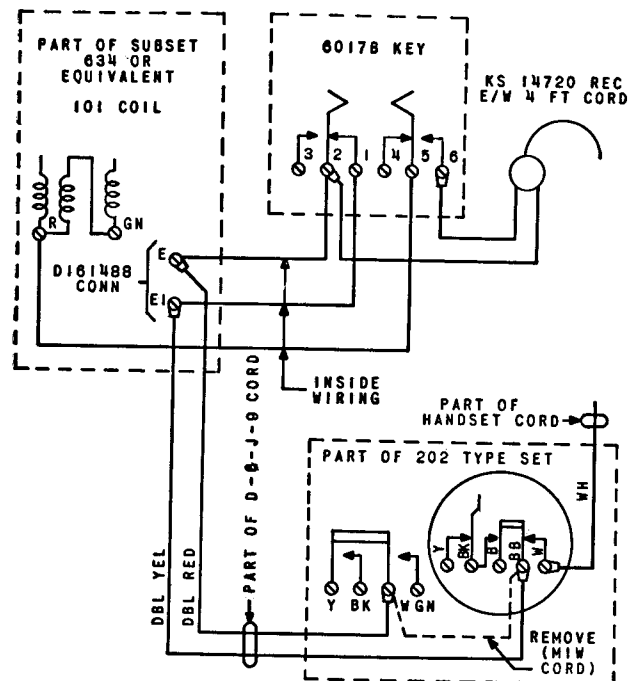 PART OF SUBSET
634 OR
EQUIVALENT
101 COIL
6017B KEY
KS 14720 REC
E/W 4 FT CORD
3 2 1 4 5 6
R
GN
E
D161488
CONN
E1
INSIDE
WIRING
PART OF D-6-J-9 CORD
PART OF
HANDSET CORD
WH
PART OF 202 TYPE SET
DBL YEL
DBL RED
Y BK B BB W
Y BK W GN
REMOVE
(M1W
CORD)